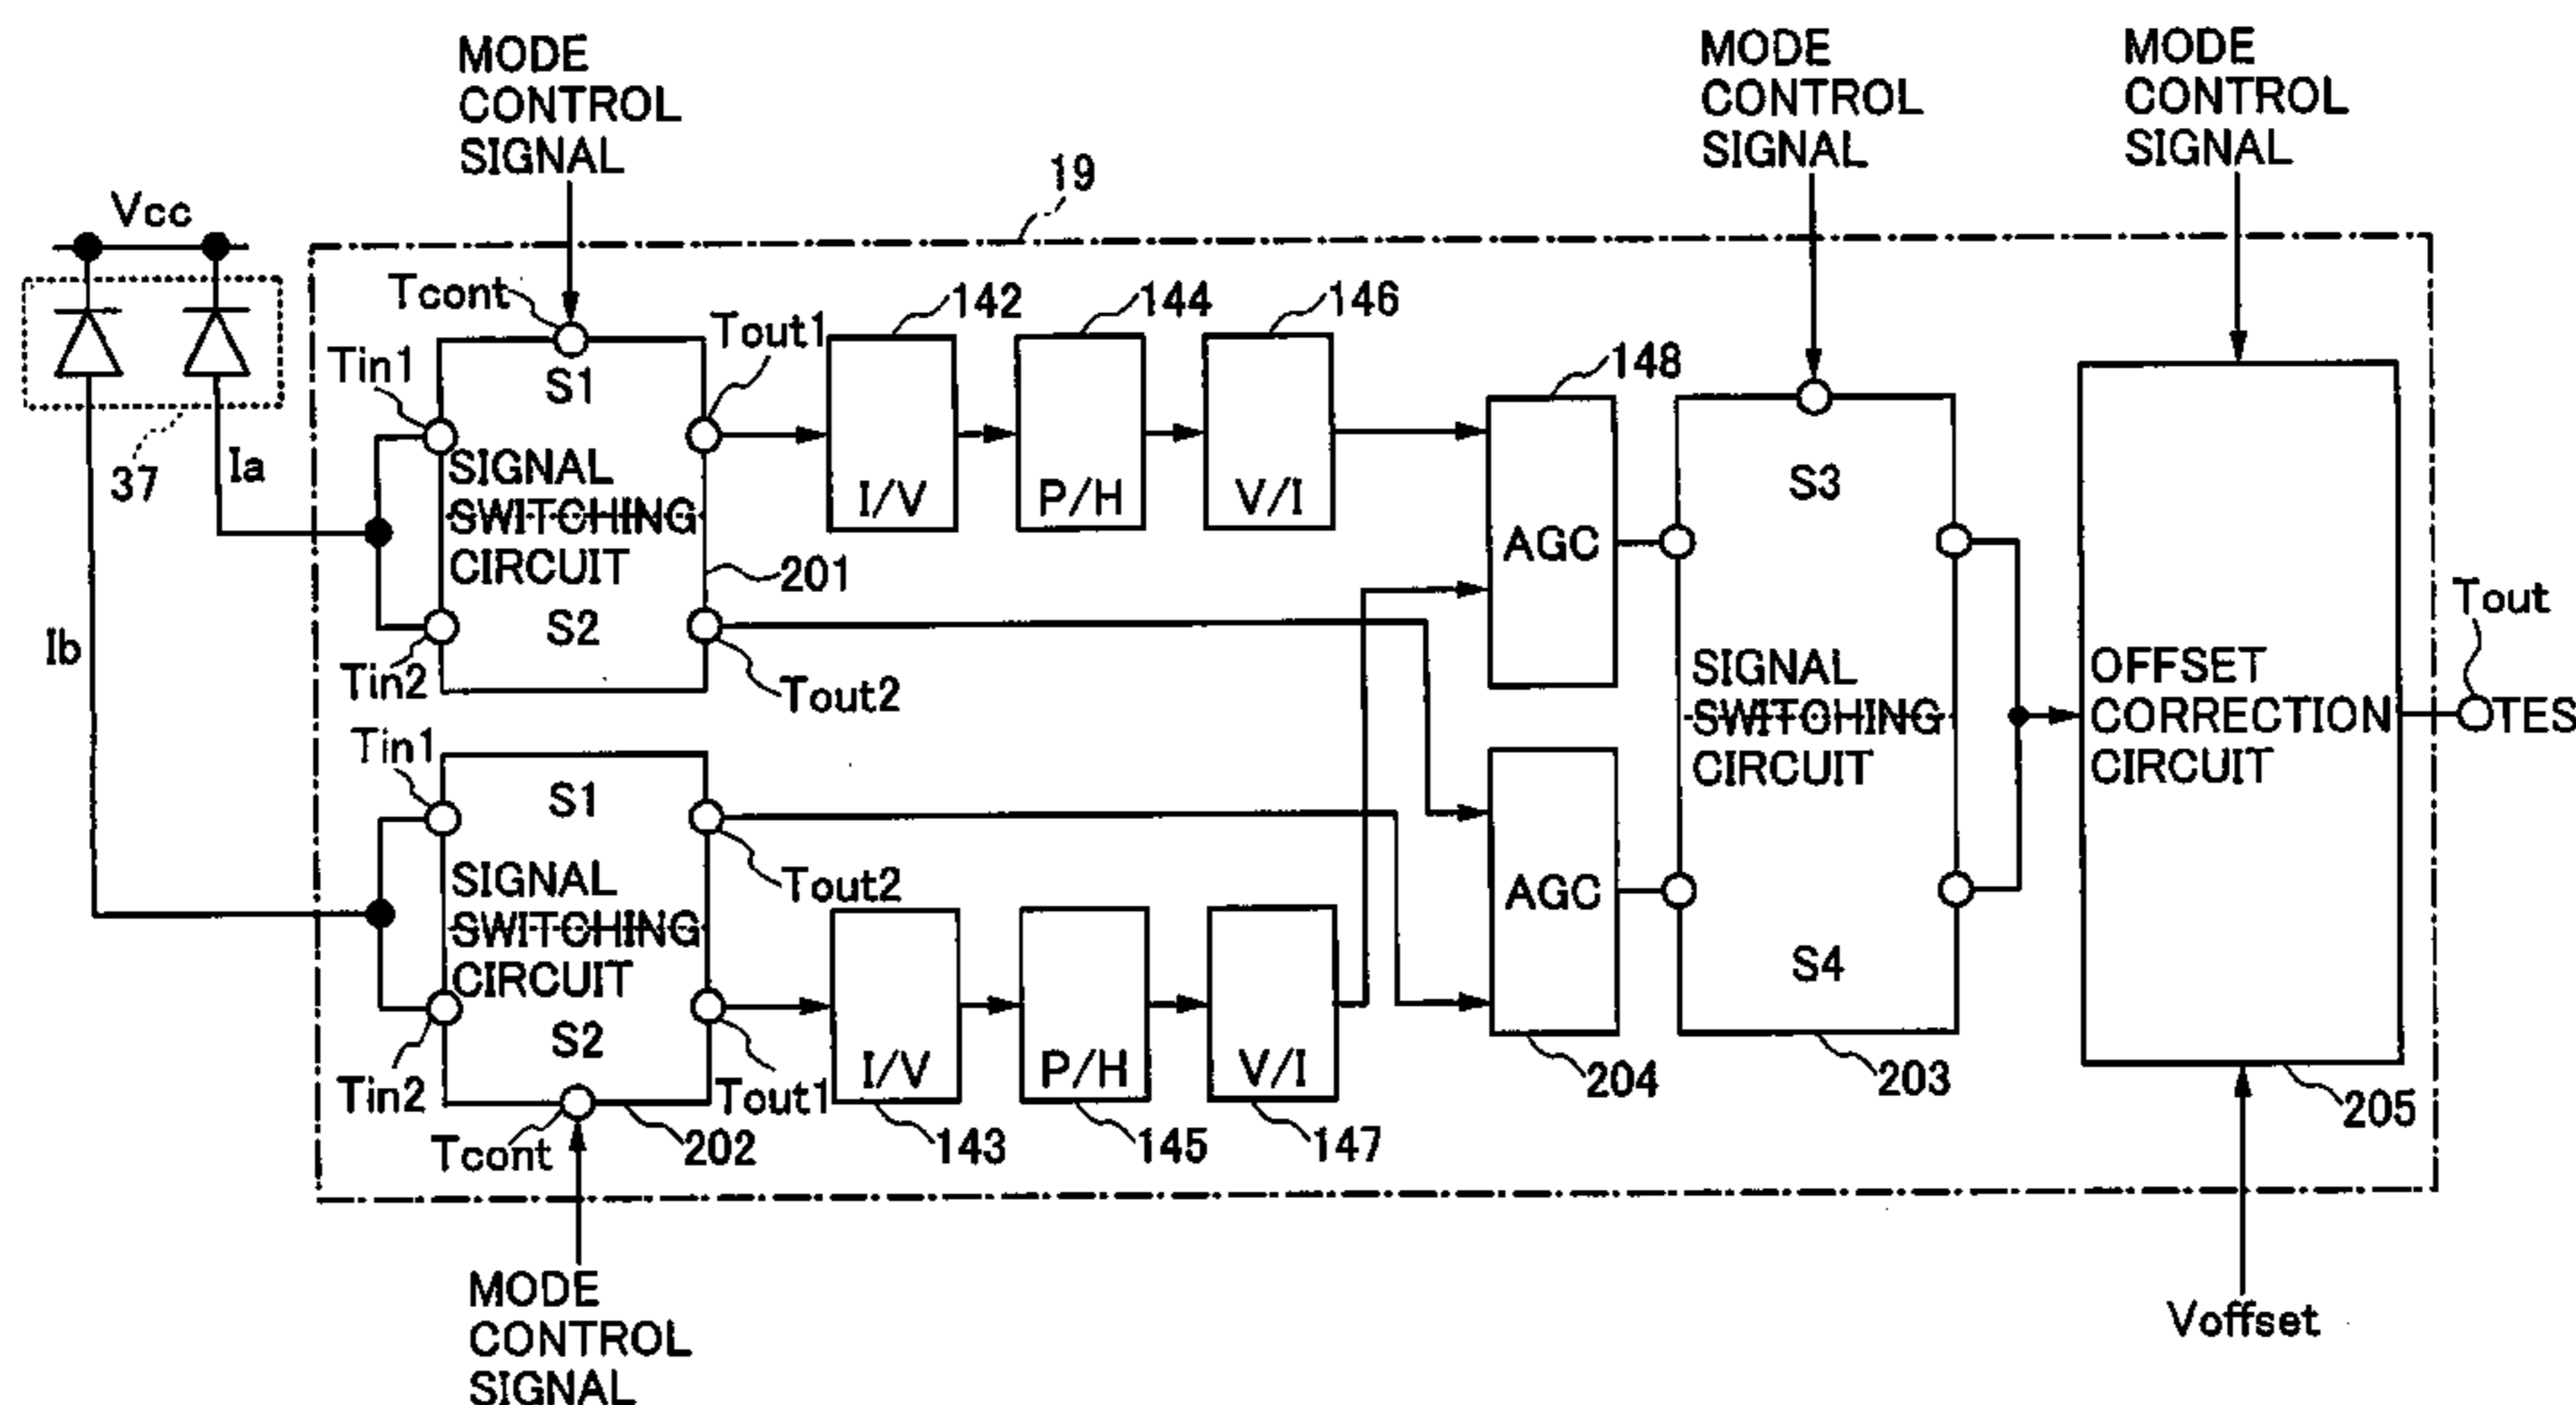 MODE
CONTROL
SIGNAL
MODE
CONTROL
SIGNAL
MODE
CONTROL
SIGNAL
19
Vcc
Tcont
142
144
146
Tout1
Tin1
S1
148
37
Ia
SIGNAL
SWITCHING
CIRCUIT
I/V
P/H
V/I
AGC
S3
201
Ib
S2
Tin2
Tout2
SIGNAL
SWITCHING
CIRCUIT
OFFSET
CORRECTION
CIRCUIT
Tout
TES
Tin1
S1
Tout2
SIGNAL
SWITCHING
CIRCUIT
AGC
S4
S2
I/V
P/H
V/I
Tin2
Tout1
204
203
205
Tcont
202
143
145
147
MODE
CONTROL
SIGNAL
Voffset